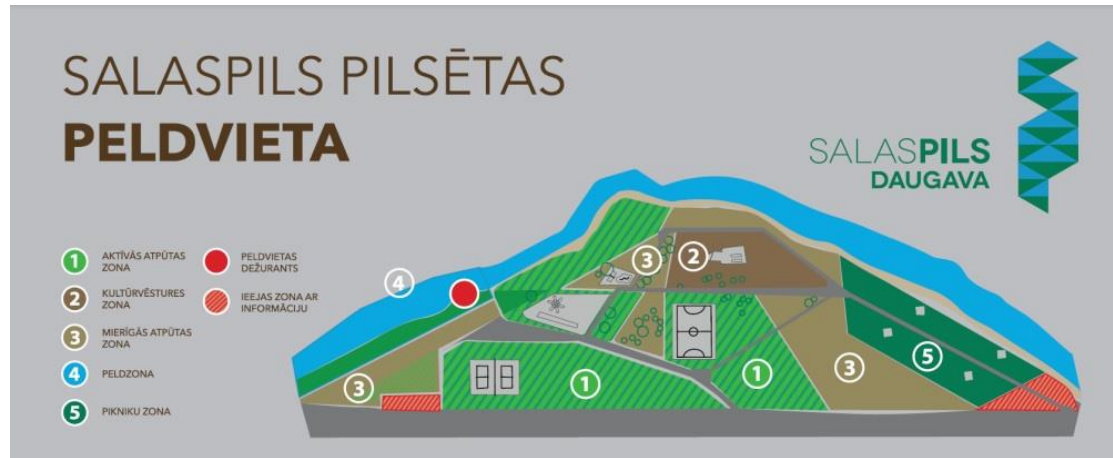 SALASPILS PILSĒTAS
PELDVIETA
SALASPILS
DAUGAVA
1 AKTĪVĀS ATPŪTAS
ZONA
2 KULTŪRVĒSTURES
ZONA
3 MIERĪGĀS ATPŪTAS
ZONA
4 PELDZONA
5 PIKNIKU ZONA
PELDVIETAS
DEŽURANTS
IEEJAS ZONA AR
INFORMĀCIJU
4
3
2
3
1
1
3
5